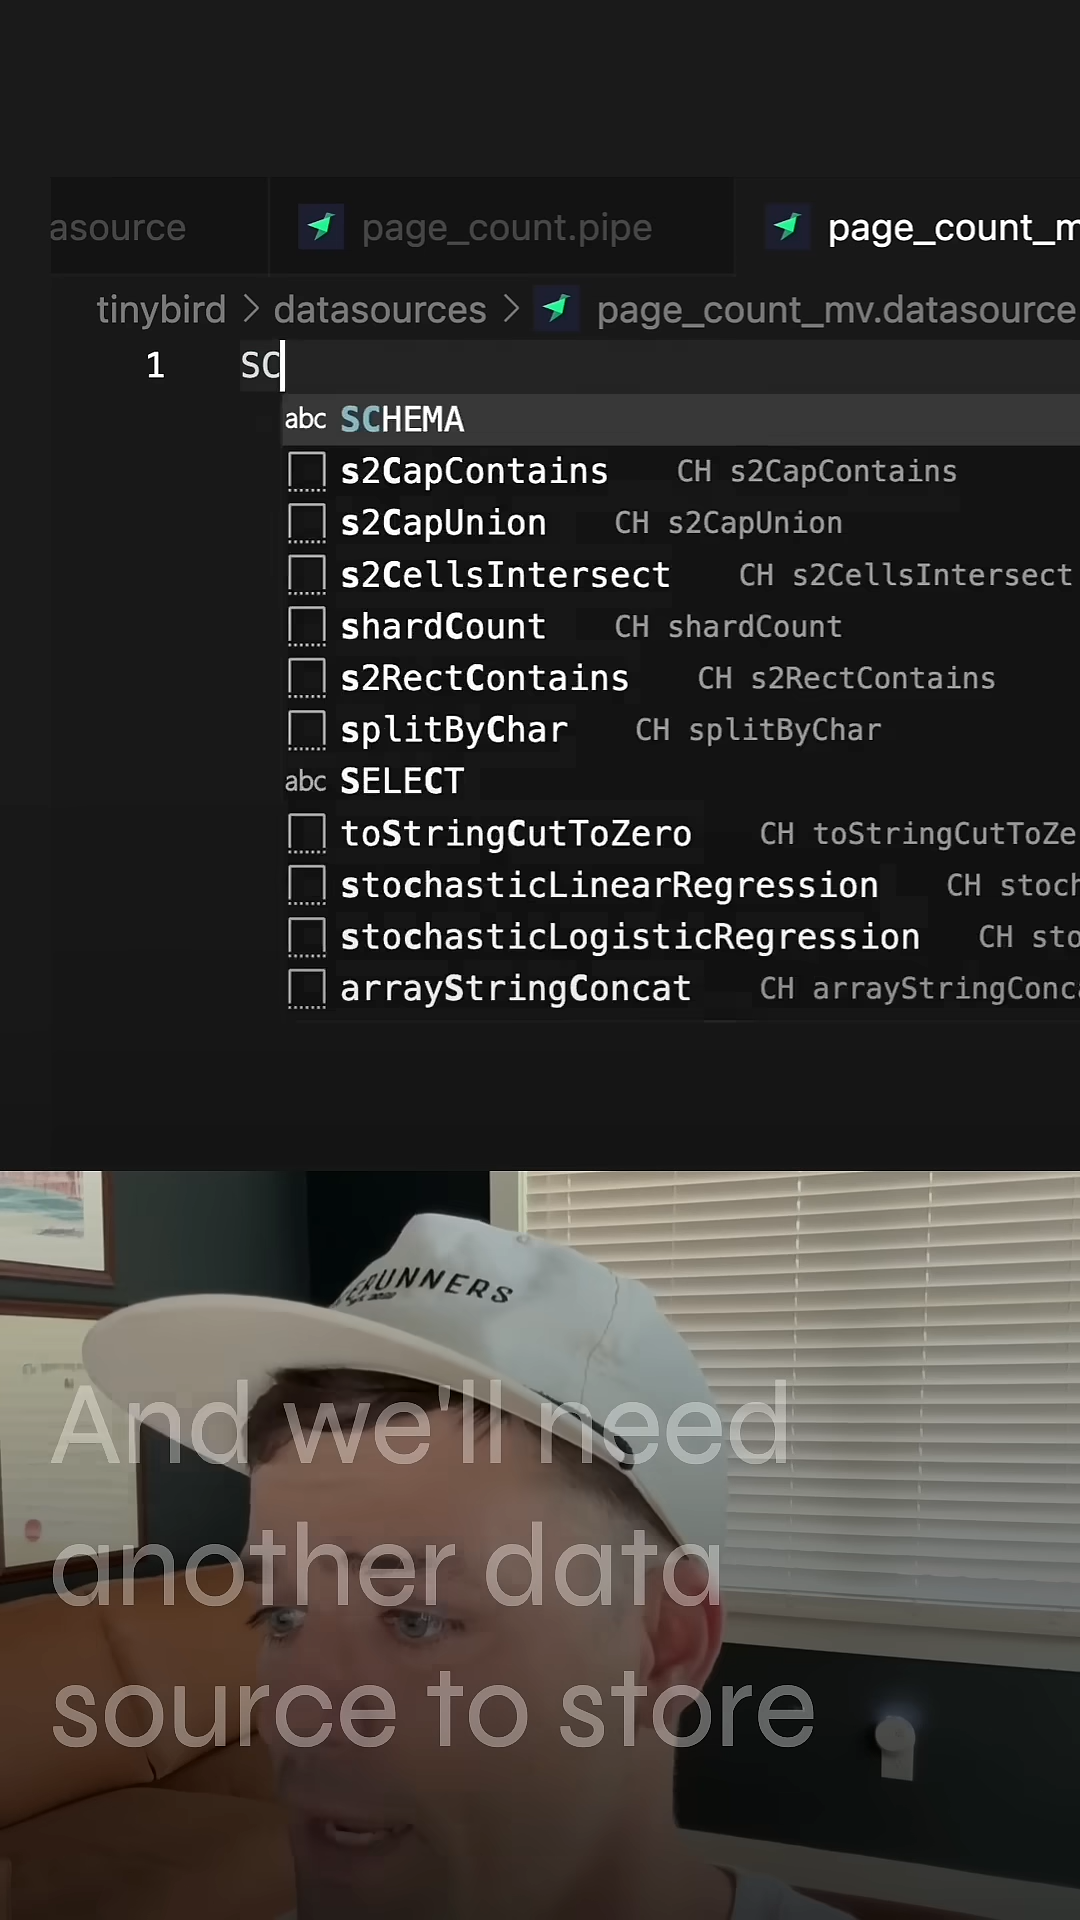 asource
page_count.pipe
page_count_m
tinybird > datasources > page_count_mv.datasource
1 SC
abc SCHEMA
s2CapContains CH s2CapContains
s2CapUnion CH s2CapUnion
s2CellsIntersect CH s2CellsIntersect
shardCount CH shardCount
s2RectContains CH s2RectContains
splitByChar CH splitByChar
abc SELECT
toStringCutToZero CH toStringCutToZe
stochasticLinearRegression CH stoch
stochasticLogisticRegression CH sto
arrayStringConcat CH arrayStringConca
ERUNNERS
And we'll need
another data
source to store